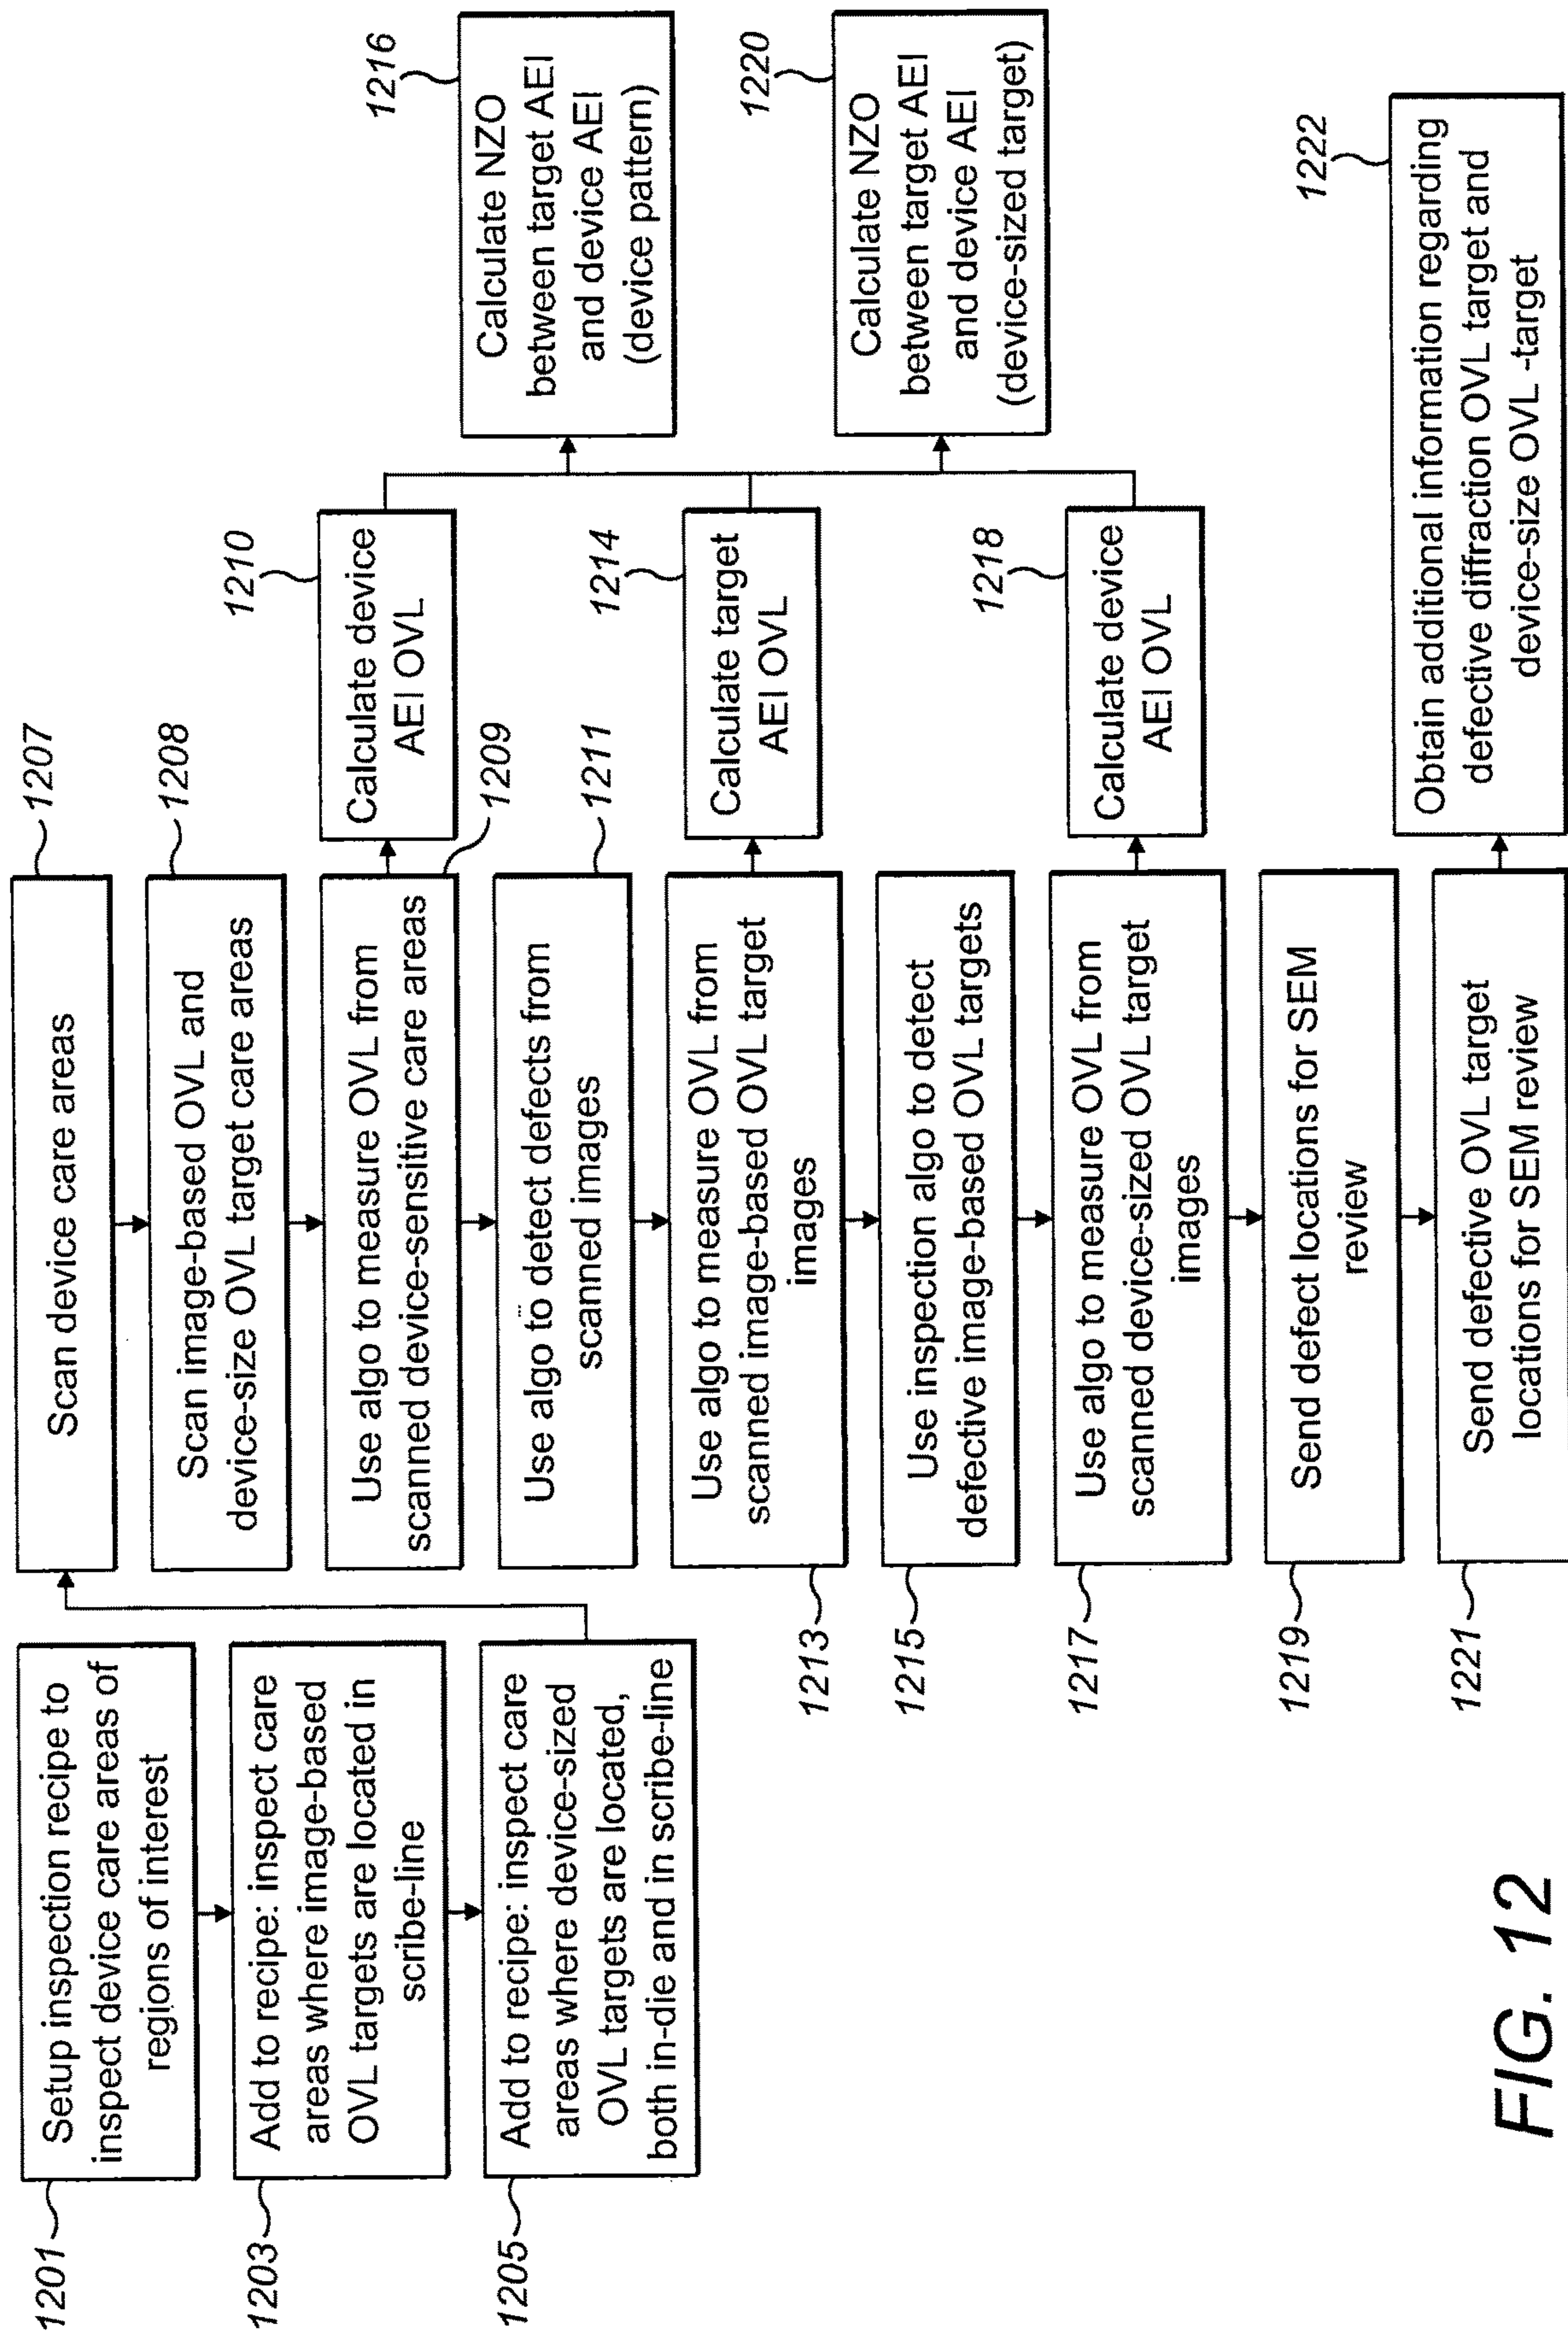 1201
Setup inspection recipe to
inspect device care areas of
regions of interest
1203
Add to recipe: inspect care
areas where image-based
OVL targets are located in
scribe-line
1205
Add to recipe: inspect care
areas where device-sized
OVL targets are located,
both in-die and in scribe-line
1207
Scan device care areas
1208
Scan image-based OVL and
device-size OVL target care areas
1209
Use algo to measure OVL from
scanned device-sensitive care areas
1210
Calculate device
AEI OVL
1211
Use algo to detect defects from
scanned images
1213
Use algo to measure OVL from
scanned image-based OVL target
images
1214
Calculate target
AEI OVL
1215
Use inspection algo to detect
defective image-based OVL targets
1216
Calculate NZO
between target AEI
and device AEI
(device pattern)
1217
Use algo to measure OVL from
scanned device-sized OVL target
images
1218
Calculate device
AEI OVL
1219
Send defect locations for SEM
review
1220
Calculate NZO
between target AEI
and device AEI
(device-sized target)
1221
Send defective OVL target
locations for SEM review
1222
Obtain additional information regarding
defective diffraction OVL target and
device-size OVL -target
FIG. 12